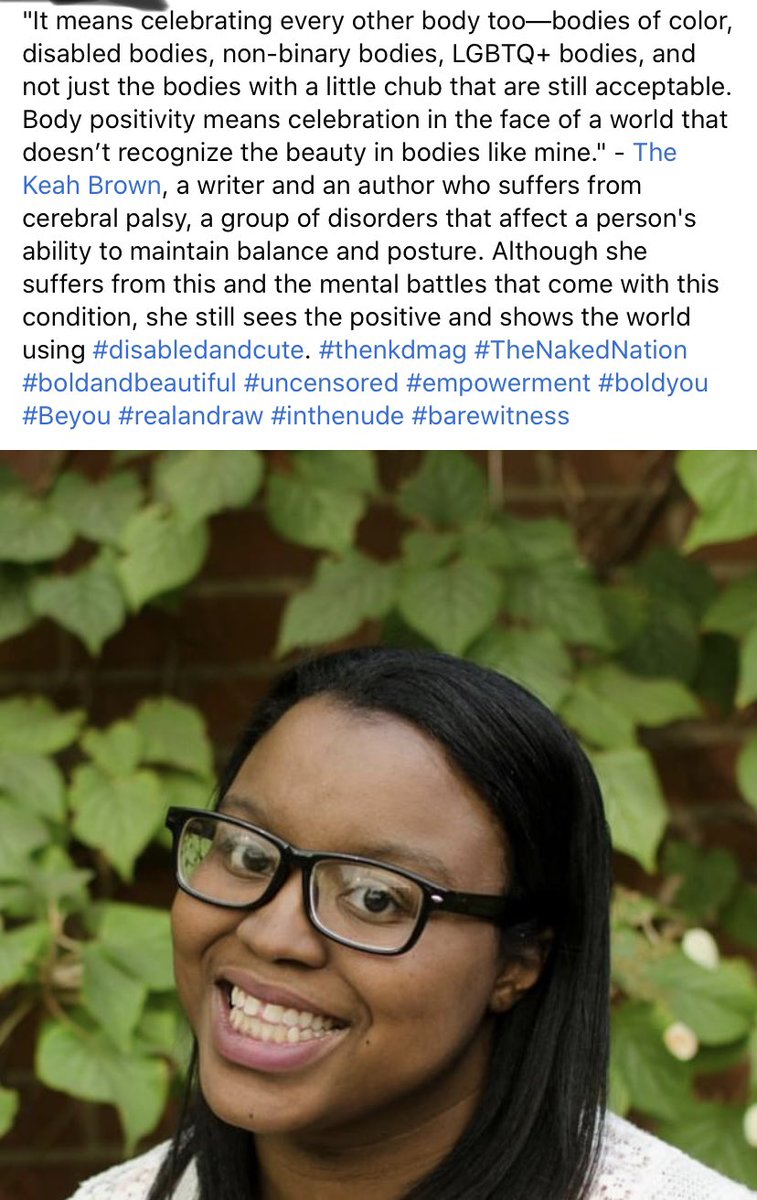 "It means celebrating every other body too—bodies of color,
disabled bodies, non-binary bodies, LGBTQ+ bodies, and
not just the bodies with a little chub that are still acceptable.
Body positivity means celebration in the face of a world that
doesn’t recognize the beauty in bodies like mine." - The
Keah Brown, a writer and an author who suffers from
cerebral palsy, a group of disorders that affect a person's
ability to maintain balance and posture. Although she
suffers from this and the mental battles that come with this
condition, she still sees the positive and shows the world
using #disabledandcute. #thenkdmag #TheNakedNation
#boldandbeautiful #uncensored #empowerment #boldyou
#Beyou #realandraw #inthenude #barewitness